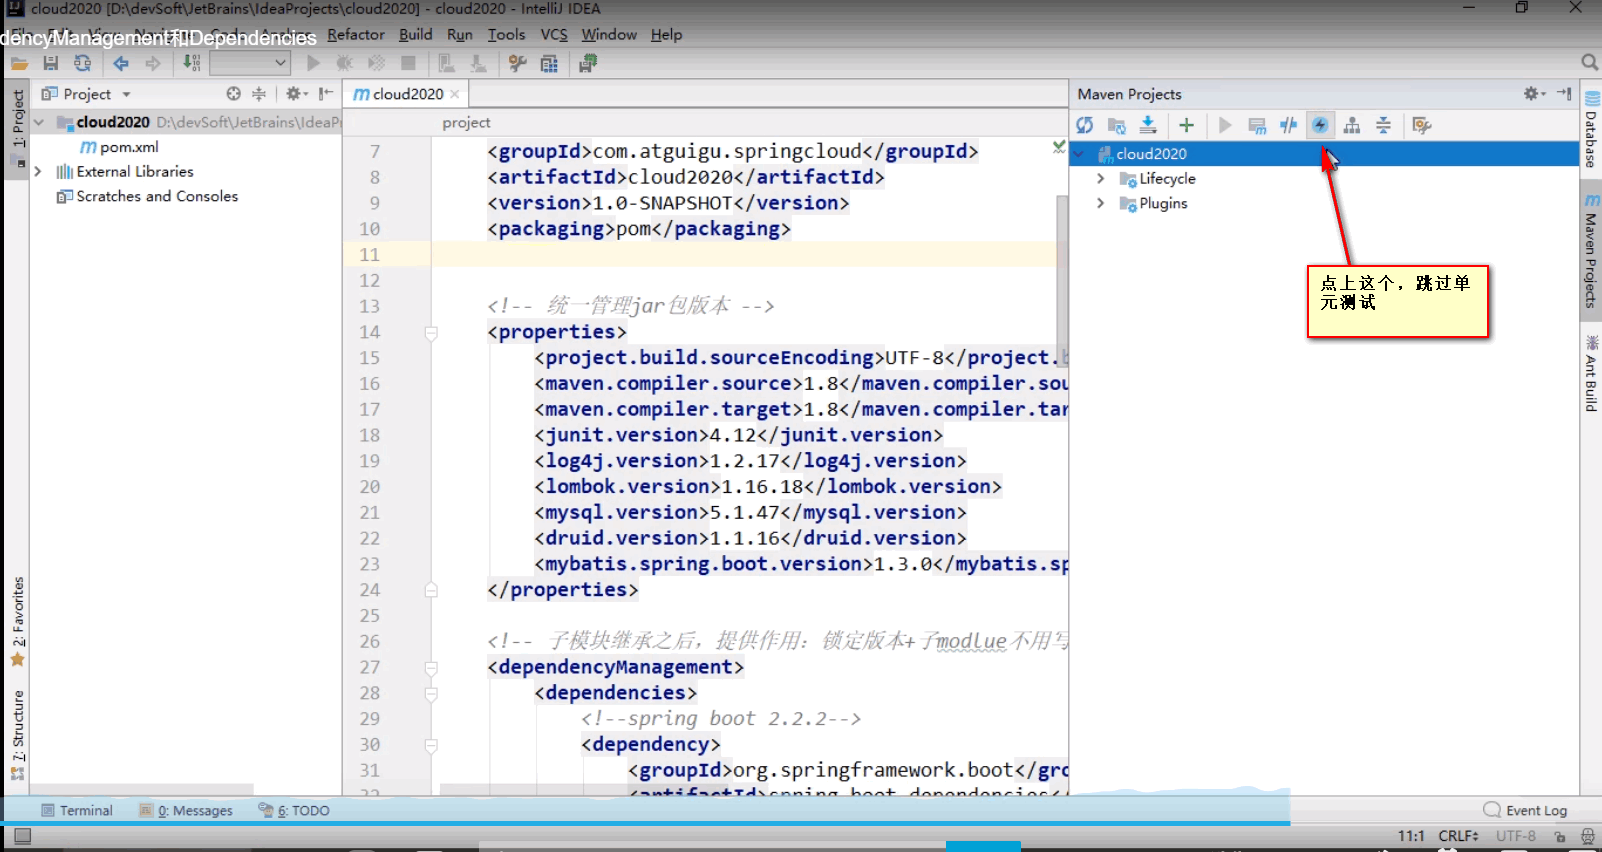 cloud2020 [D:\devSoft\JetBrains\IdeaProjects\cloud2020] - cloud2020 - IntelliJ IDEA
dencyManagement和Dependencies
Refactor Build Run Tools VCS Window Help
1: Project
Project
cloud2020 D:\devSoft\JetBrains\IdeaP
pom.xml
External Libraries
Scratches and Consoles
2: Favorites
7: Structure
cloud2020
project
7 <groupId>com.atguigu.springcloud</groupId>
8 <artifactId>cloud2020</artifactId>
9 <version>1.0-SNAPSHOT</version>
10 <packaging>pom</packaging>
11
12
13 <!-- 统一管理jar包版本 -->
14 <properties>
15 <project.build.sourceEncoding>UTF-8</project.b
16 <maven.compiler.source>1.8</maven.compiler.sou
17 <maven.compiler.target>1.8</maven.compiler.tar
18 <junit.version>4.12</junit.version>
19 <log4j.version>1.2.17</log4j.version>
20 <lombok.version>1.16.18</lombok.version>
21 <mysql.version>5.1.47</mysql.version>
22 <druid.version>1.1.16</druid.version>
23 <mybatis.spring.boot.version>1.3.0</mybatis.sp
24 </properties>
25
26 <!-- 子模块继承之后，提供作用：锁定版本+子modlue不用写
27 <dependencyManagement>
28 <dependencies>
29 <!--spring boot 2.2.2-->
30 <dependency>
31 <groupId>org.springframework.boot</gro
32 <artifactId>spring-boot-dependencies</
Maven Projects
cloud2020
Lifecycle
Plugins
点上这个，跳过单
元测试
Database
Maven Projects
Ant Build
Terminal 0: Messages 6: TODO
Event Log
11:1 CRLF UTF-8